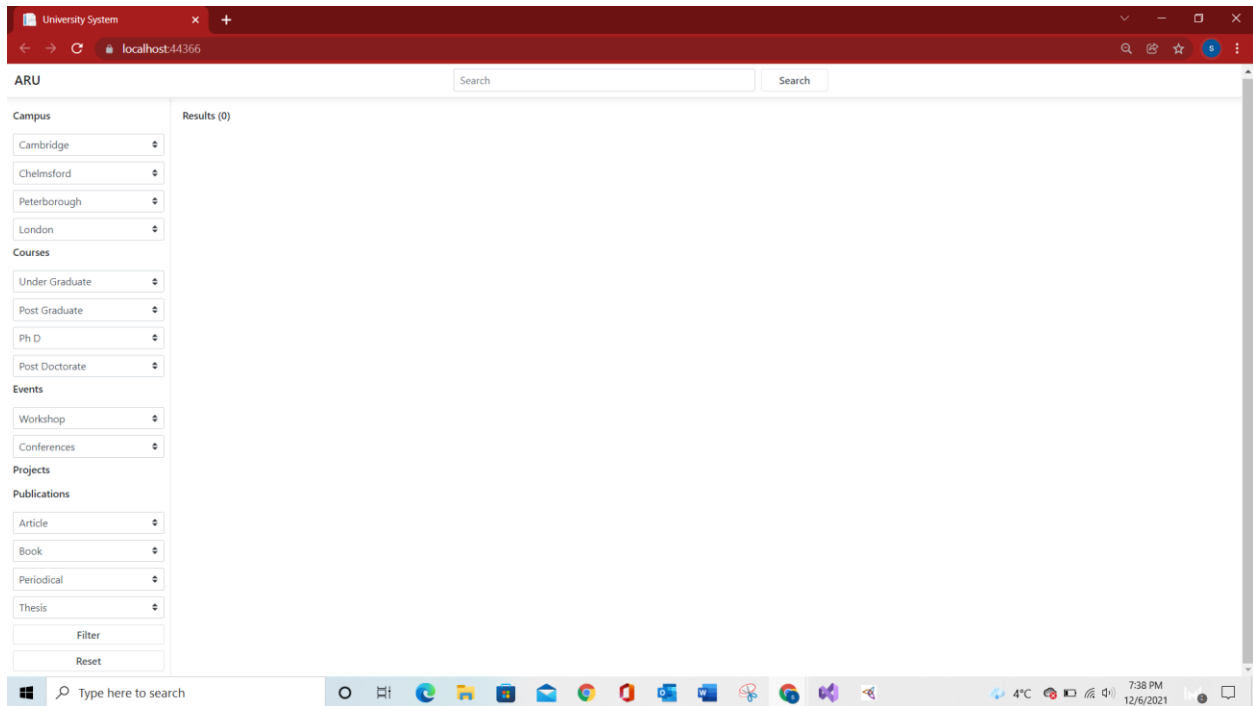 University System
localhost:44366
S
ARU
Search
Search
Campus
Results (0)
Cambridge
Chelmsford
Peterborough
London
Courses
Under Graduate
Post Graduate
Ph D
Post Doctorate
Events
Workshop
Conferences
Projects
Publications
Article
Book
Periodical
Thesis
Filter
Reset
Type here to search
4°C
7:38 PM
12/6/2021